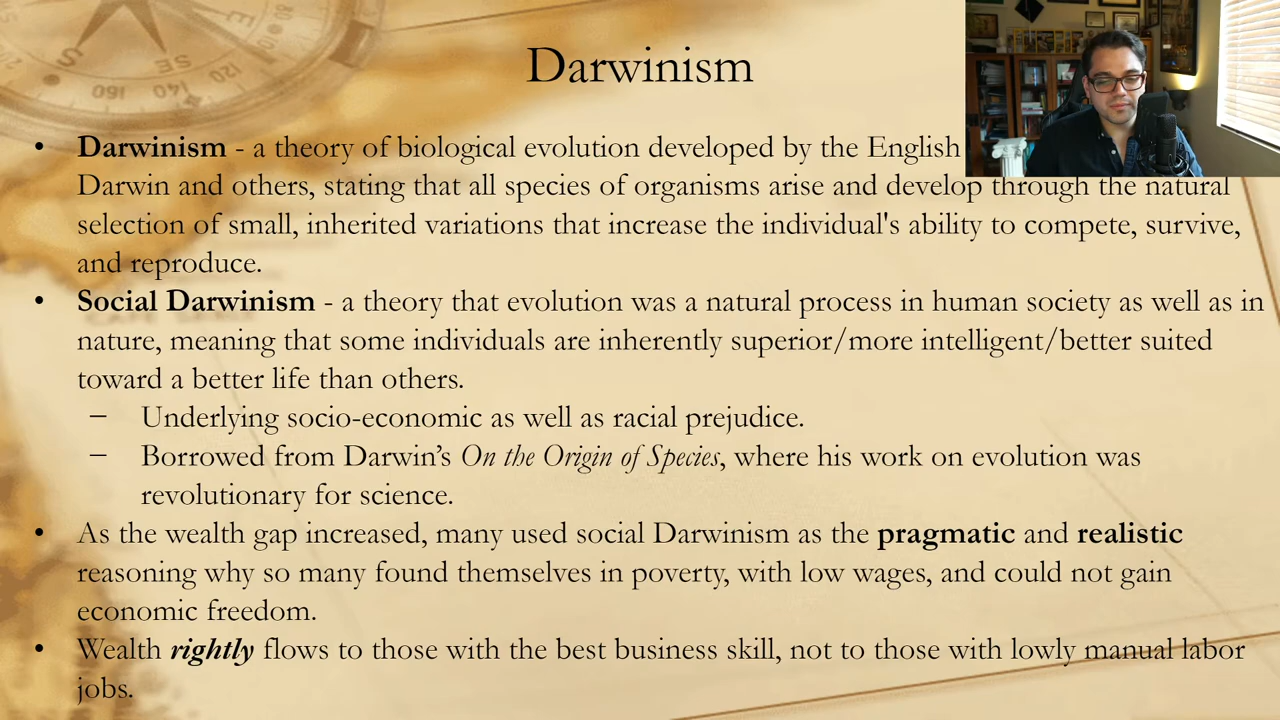 Darwinism
• Darwinism - a theory of biological evolution developed by the English
Darwin and others, stating that all species of organisms arise and develop through the natural
selection of small, inherited variations that increase the individual's ability to compete, survive,
and reproduce.
• Social Darwinism - a theory that evolution was a natural process in human society as well as in
nature, meaning that some individuals are inherently superior/more intelligent/better suited
toward a better life than others.
– Underlying socio-economic as well as racial prejudice.
– Borrowed from Darwin’s On the Origin of Species, where his work on evolution was
revolutionary for science.
• As the wealth gap increased, many used social Darwinism as the pragmatic and realistic
reasoning why so many found themselves in poverty, with low wages, and could not gain
economic freedom.
• Wealth rightly flows to those with the best business skill, not to those with lowly manual labor
jobs.
S
SE
160
140
120
80